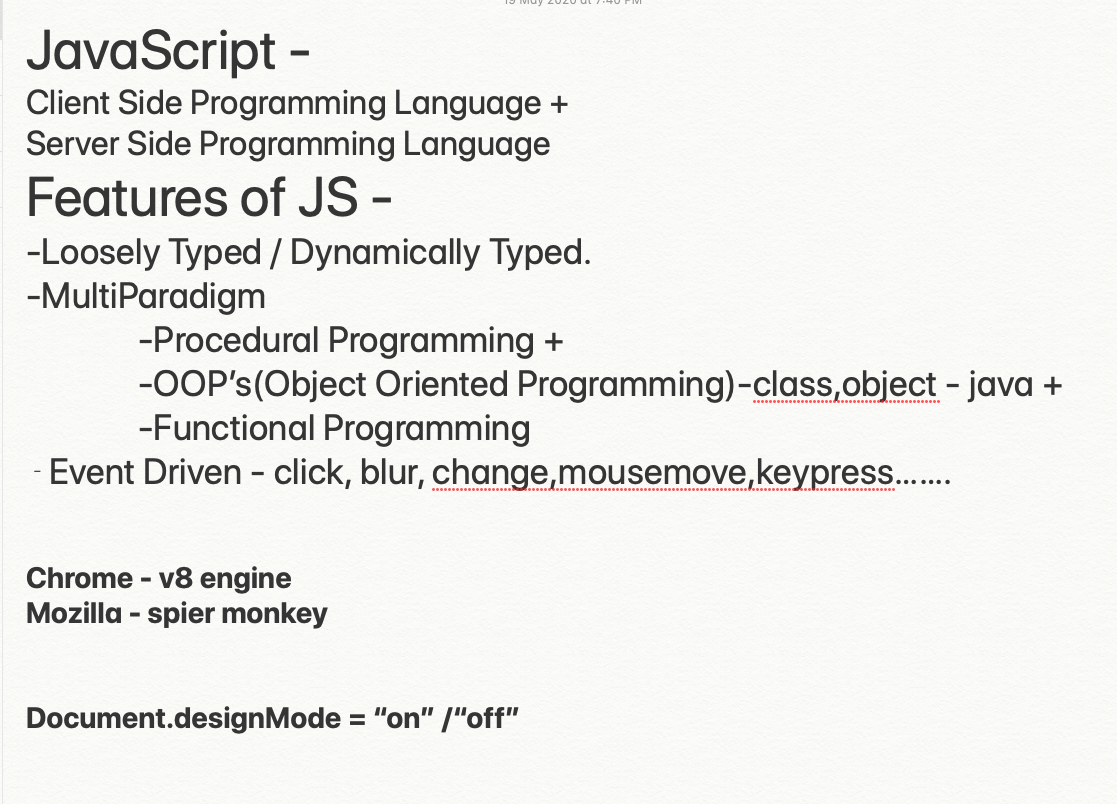 19 May 2020 at 7:40 PM
JavaScript -
Client Side Programming Language +
Server Side Programming Language
Features of JS -
-Loosely Typed / Dynamically Typed.
-MultiParadigm
-Procedural Programming +
-OOP’s(Object Oriented Programming)-class,object - java +
-Functional Programming
- Event Driven - click, blur, change,mousemove,keypress…….
Chrome - v8 engine
Mozilla - spier monkey
Document.designMode = “on” /“off”